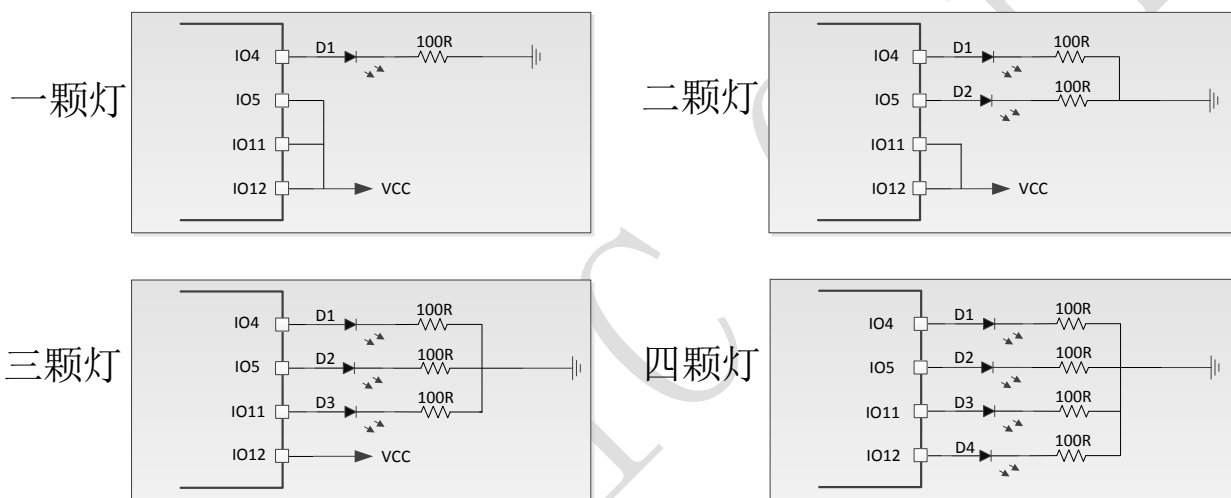 一颗灯
IO4 D1 100R
IO5
IO11
IO12 VCC
二颗灯
IO4 D1 100R
IO5 D2 100R
IO11
IO12 VCC
三颗灯
IO4 D1 100R
IO5 D2 100R
IO11 D3 100R
IO12 VCC
四颗灯
IO4 D1 100R
IO5 D2 100R
IO11 D3 100R
IO12 D4 100R